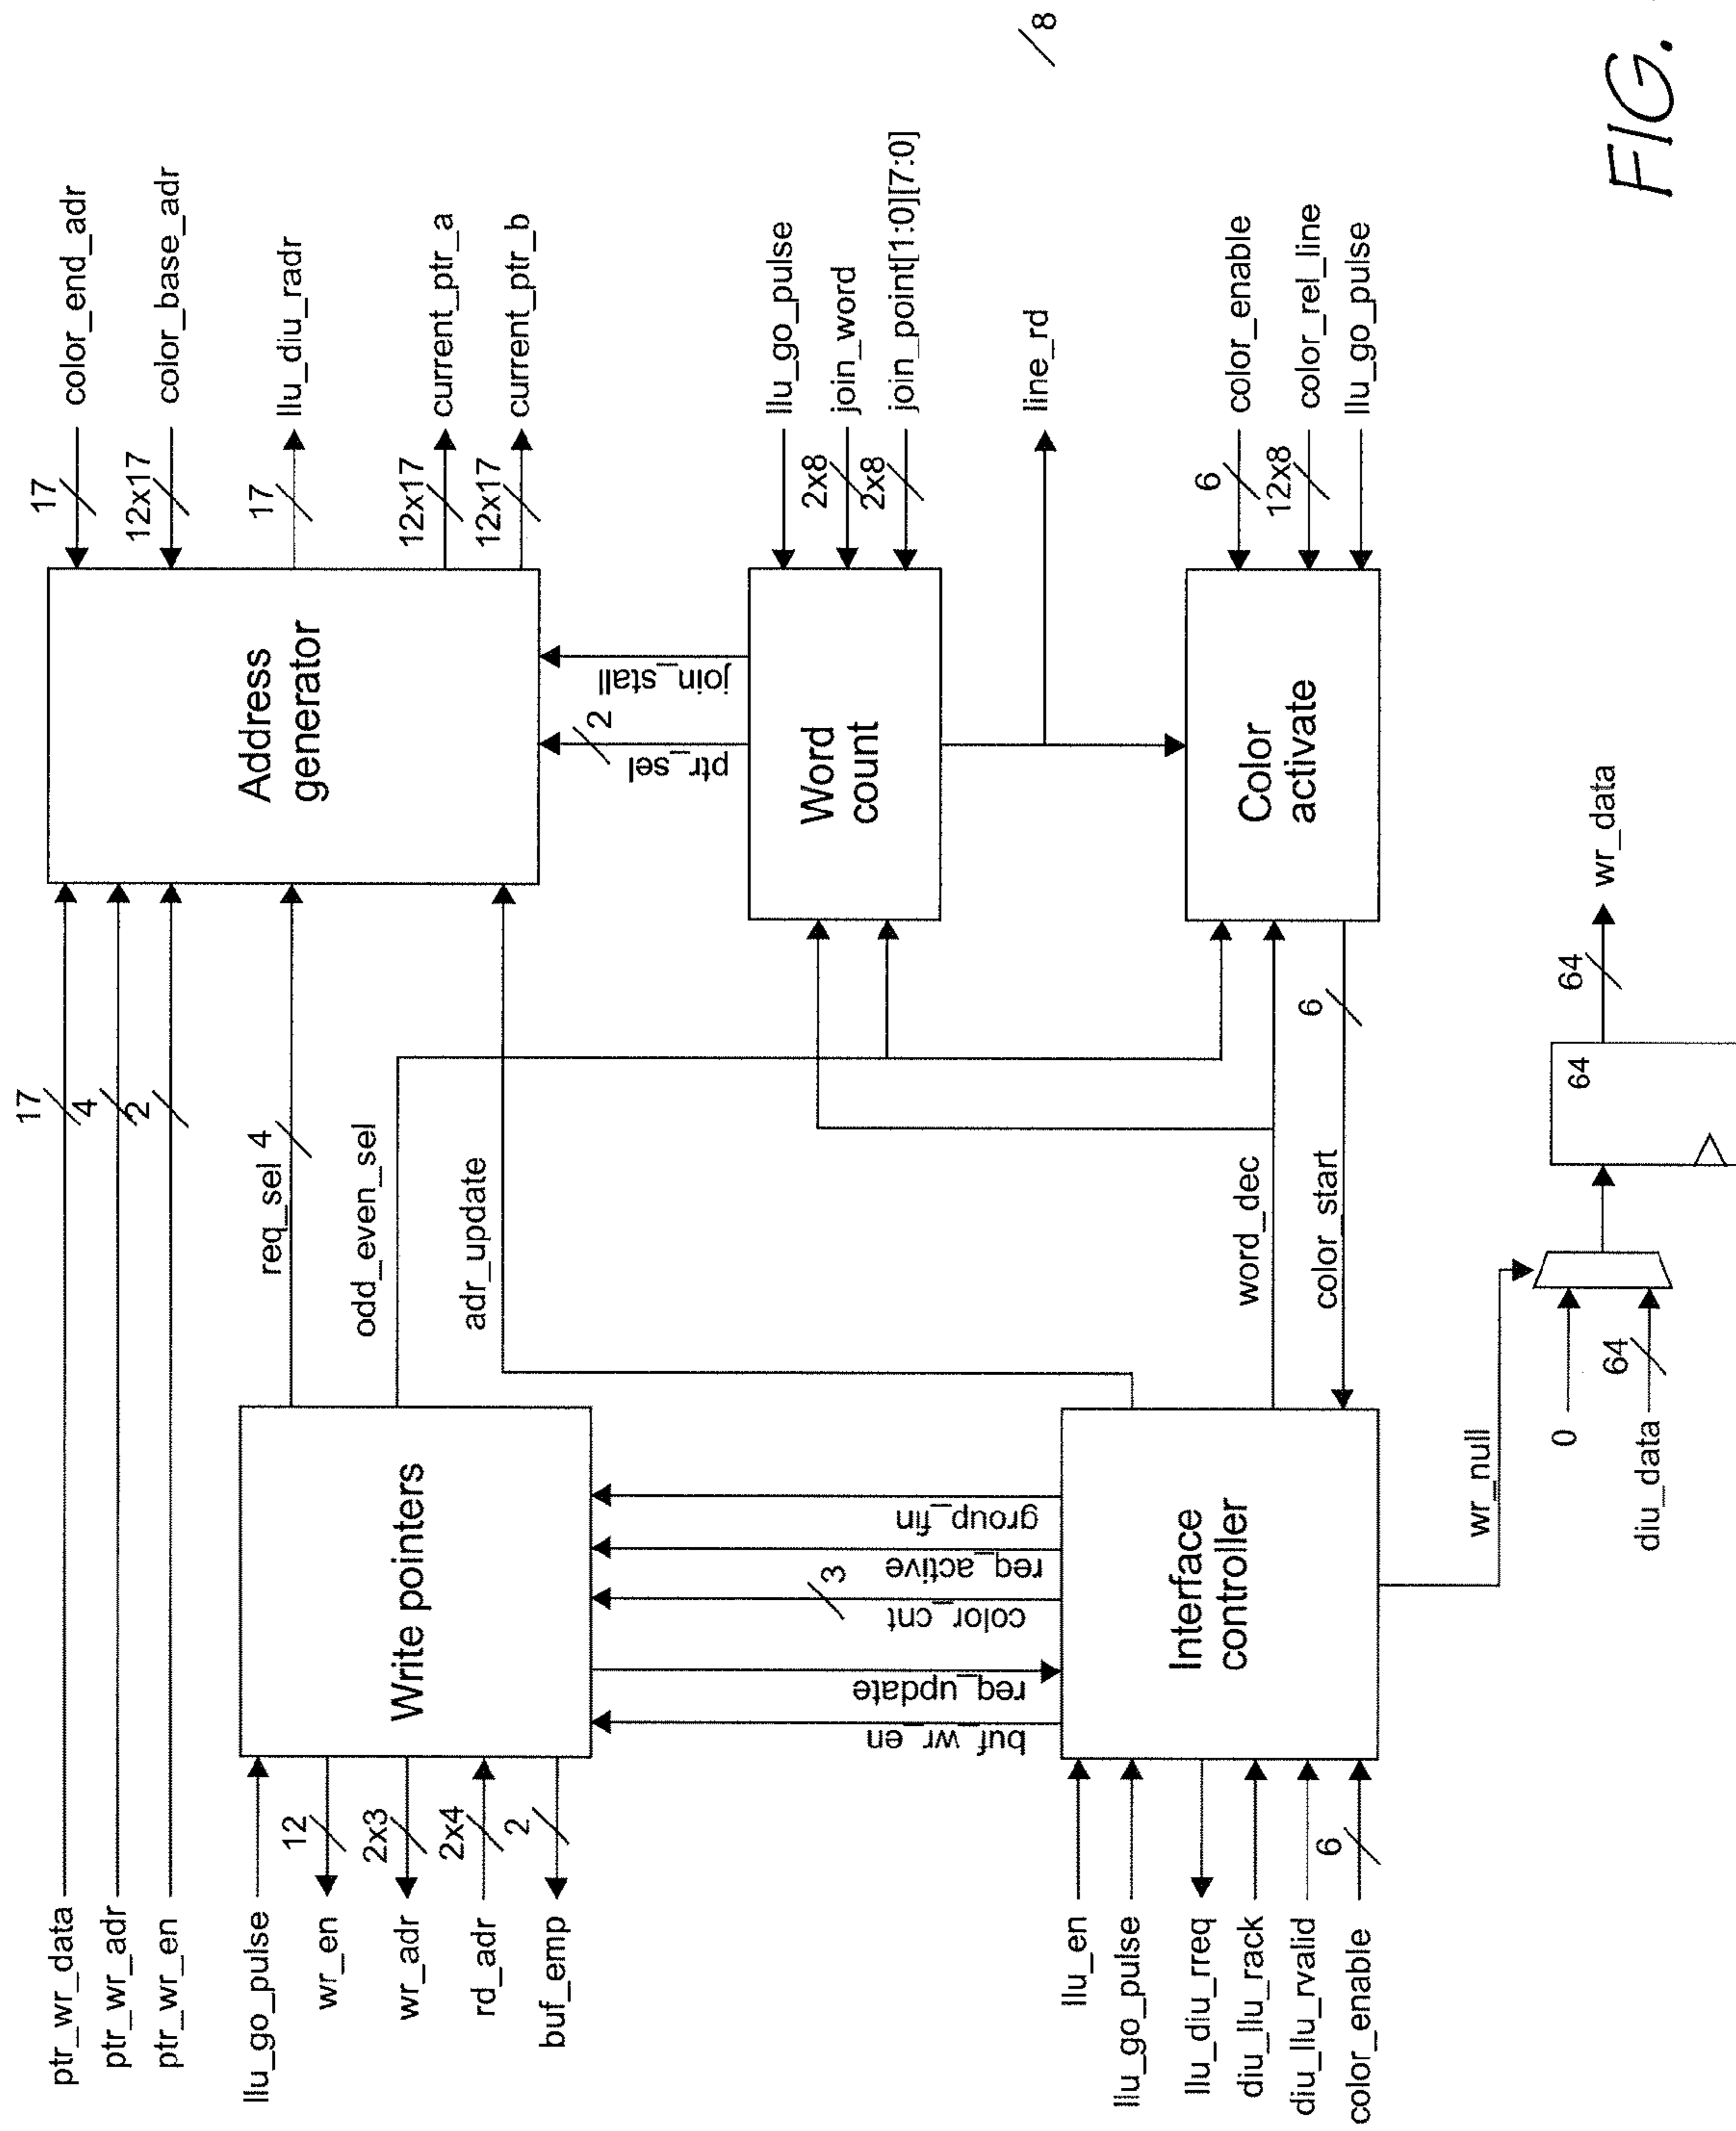 ptr_wr_data
17
ptr_wr_adr
4
ptr_wr_en
2
17
color_end_adr
12x17
color_base_adr
17
llu_diu_radr
12x17
current_ptr_a
12x17
current_ptr_b
Address
generator
req_sel 4
odd_even_sel
adr_update
llu_go_pulse
wr_en
12
wr_adr
2x3
rd_adr
2x4
buf_emp
2
Write pointers
ptr_sel
2
join_stall
Word
count
llu_go_pulse
2x8
join_word
2x8
join_point[1:0][7:0]
line_rd
8
buf_wr_en
req_update
color_cnt
3
req_active
group_fin
llu_en
llu_go_pulse
llu_diu_rreq
diu_llu_rack
diu_llu_rvalid
color_enable
6
Interface
controller
word_dec
color_start
6
Color
activate
6
color_enable
12x8
color_rel_line
llu_go_pulse
wr_null
0
diu_data
64
64
64
wr_data
FIG.